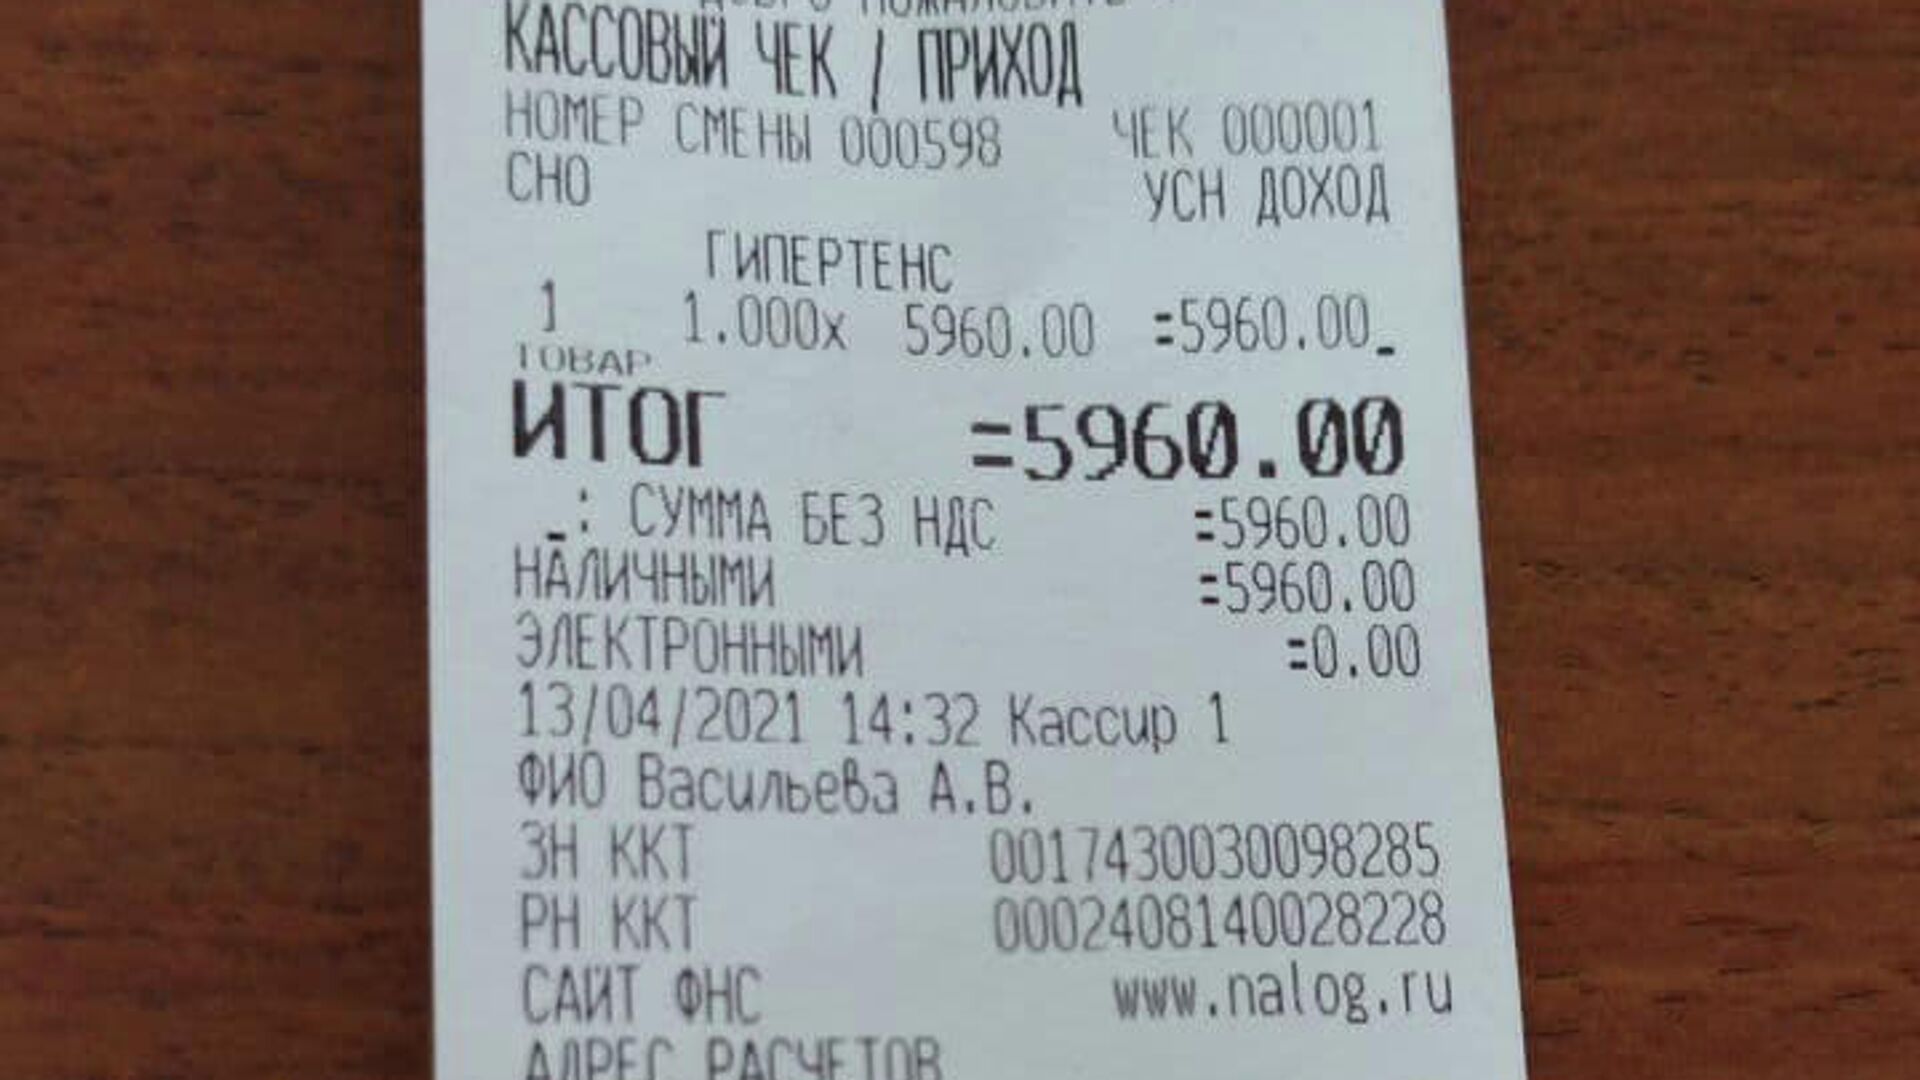 КАССОВЫЙ ЧЕК / ПРИХОД
НОМЕР СМЕНЫ 000598 ЧЕК 000001
СНО УСН ДОХОД
ГИПЕРТЕНС
1 1.000x 5960.00 =5960.00_
ТОВАР
ИТОГ =5960.00
_: СУММА БЕЗ НДС =5960.00
НАЛИЧНЫМИ =5960.00
ЭЛЕКТРОННЫМИ =0.00
13/04/2021 14:32 Кассир 1
ФИО Васильева А.В.
ЗН ККТ 0017430030098285
РН ККТ 0002408140028228
САЙТ ФНС www.nalog.ru
АДРЕС РАСЧЕТОВ